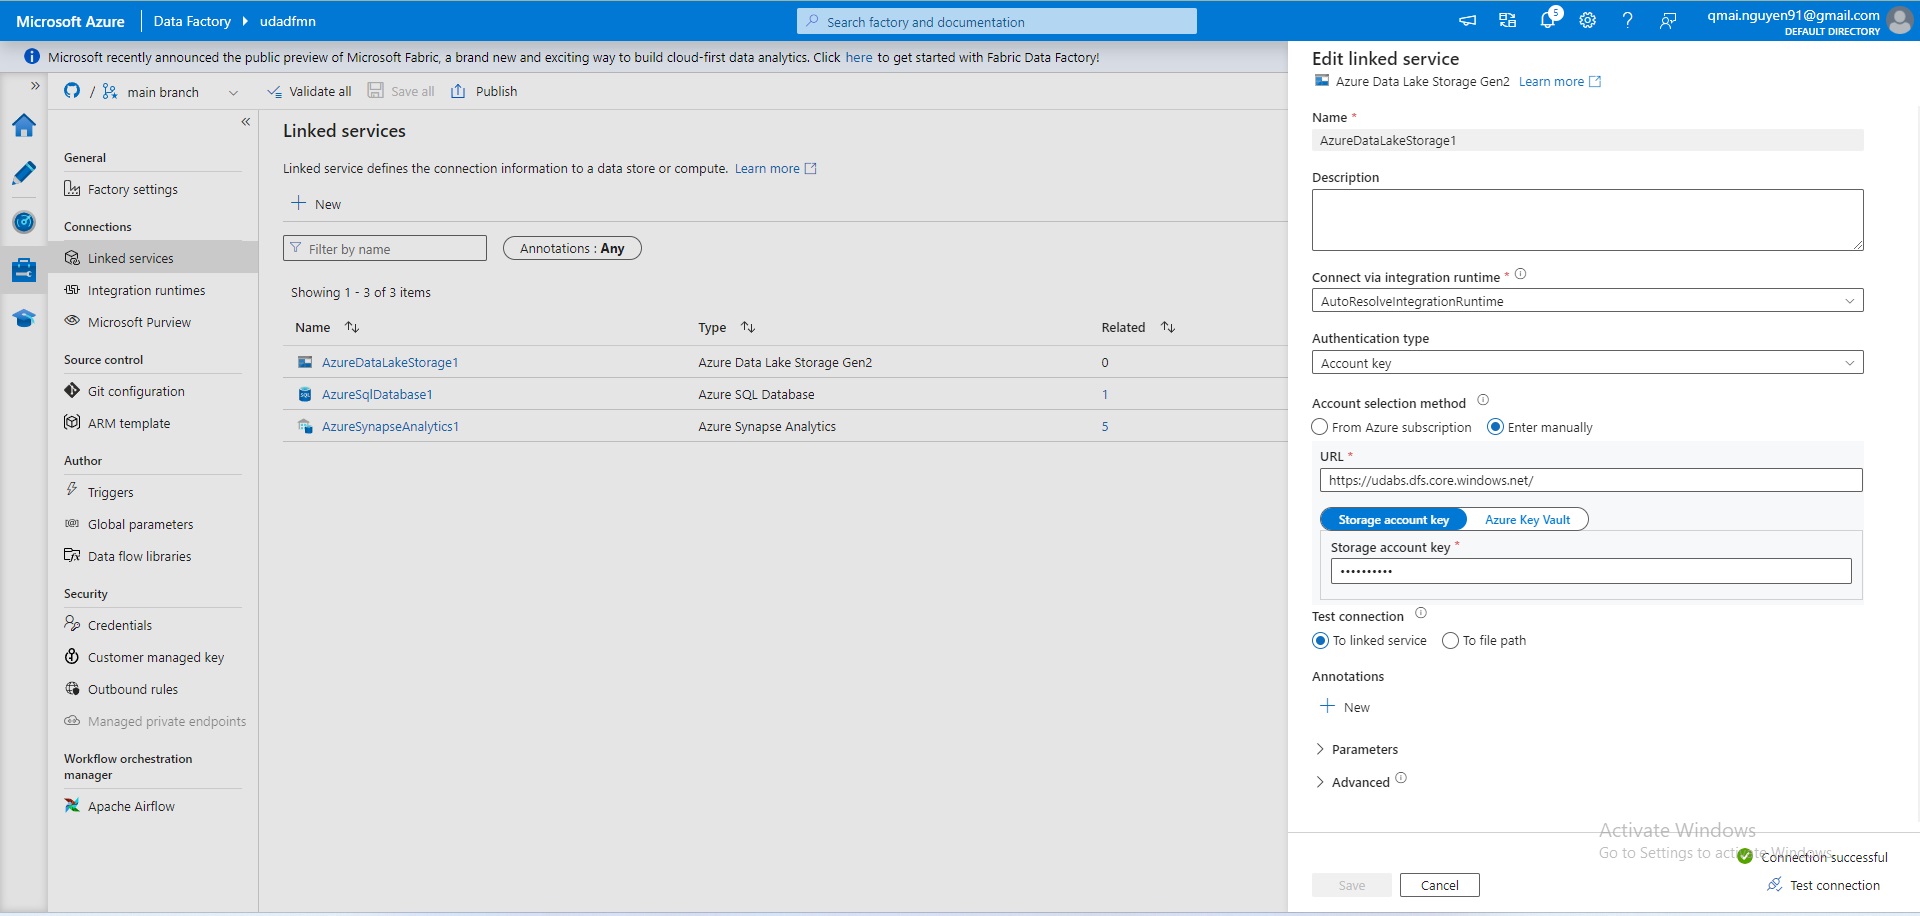 Microsoft Azure Data Factory udadfmn
Search factory and documentation
5
qmai.nguyen91@gmail.com
DEFAULT DIRECTORY
Microsoft recently announced the public preview of Microsoft Fabric, a brand new and exciting way to build cloud-first data analytics. Click here to get started with Fabric Data Factory!
/ main branch
Validate all Save all Publish
General
Factory settings
Connections
Linked services
Integration runtimes
Microsoft Purview
Source control
Git configuration
ARM template
Author
Triggers
Global parameters
Data flow libraries
Security
Credentials
Customer managed key
Outbound rules
Managed private endpoints
Workflow orchestration
manager
Apache Airflow
Linked services
Linked service defines the connection information to a data store or compute. Learn more
New
Filter by name Annotations : Any
Showing 1 - 3 of 3 items
Name Type Related
AzureDataLakeStorage1 Azure Data Lake Storage Gen2 0
AzureSqlDatabase1 Azure SQL Database 1
AzureSynapseAnalytics1 Azure Synapse Analytics 5
Edit linked service
Azure Data Lake Storage Gen2 Learn more
Name *
AzureDataLakeStorage1
Description
Connect via integration runtime *
AutoResolveIntegrationRuntime
Authentication type
Account key
Account selection method
From Azure subscription Enter manually
URL *
https://udabs.dfs.core.windows.net/
Storage account key Azure Key Vault
Storage account key *
••••••••••
Test connection
To linked service To file path
Annotations
New
Parameters
Advanced
Activate Windows
Go to Settings to activate Windows.
Connection successful
Save Cancel Test connection